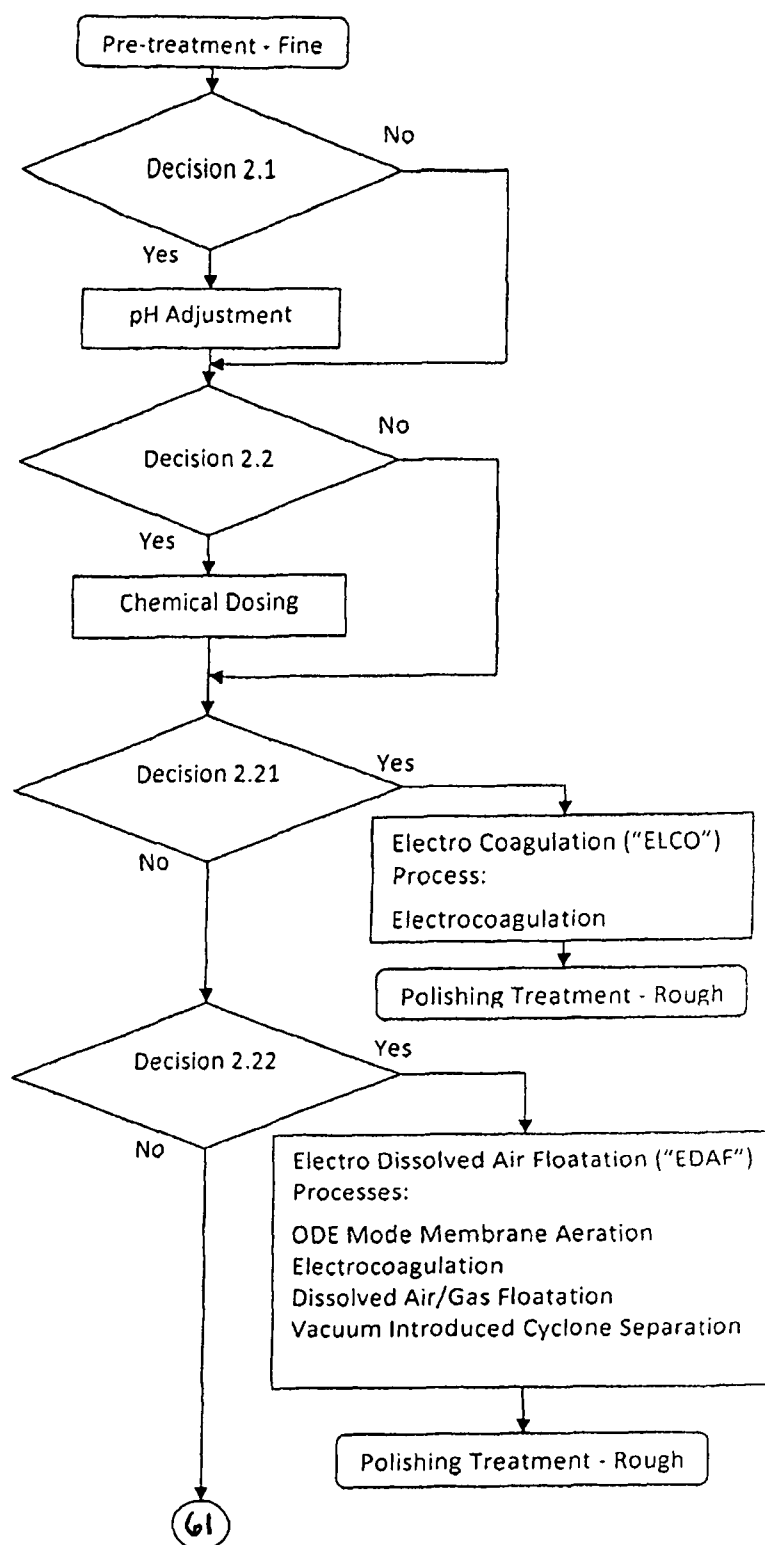 Pre-treatment - Fine
No
Decision 2.1
Yes
pH Adjustment
No
Decision 2.2
Yes
Chemical Dosing
Decision 2.21
Yes
No
Electro Coagulation ("ELCO")
Process:
Electrocoagulation
Polishing Treatment - Rough
Decision 2.22
Yes
No
Electro Dissolved Air Floatation ("EDAF")
Processes:
ODE Mode Membrane Aeration
Electrocoagulation
Dissolved Air/Gas Floatation
Vacuum Introduced Cyclone Separation
Polishing Treatment - Rough
61